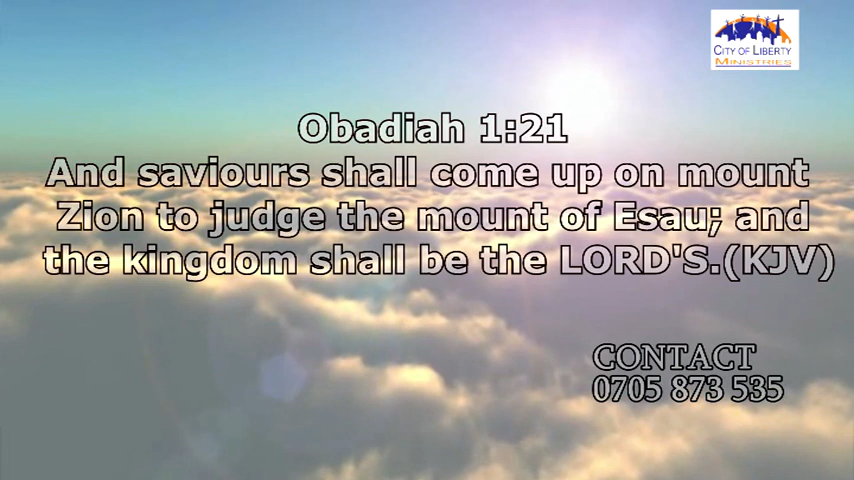 CITY OF LIBERTY
MINISTRIES
Obadiah 1:21
And saviours shall come up on mount
Zion to judge the mount of Esau; and
the kingdom shall be the LORD'S.(KJV)
CONTACT
0705 873 535